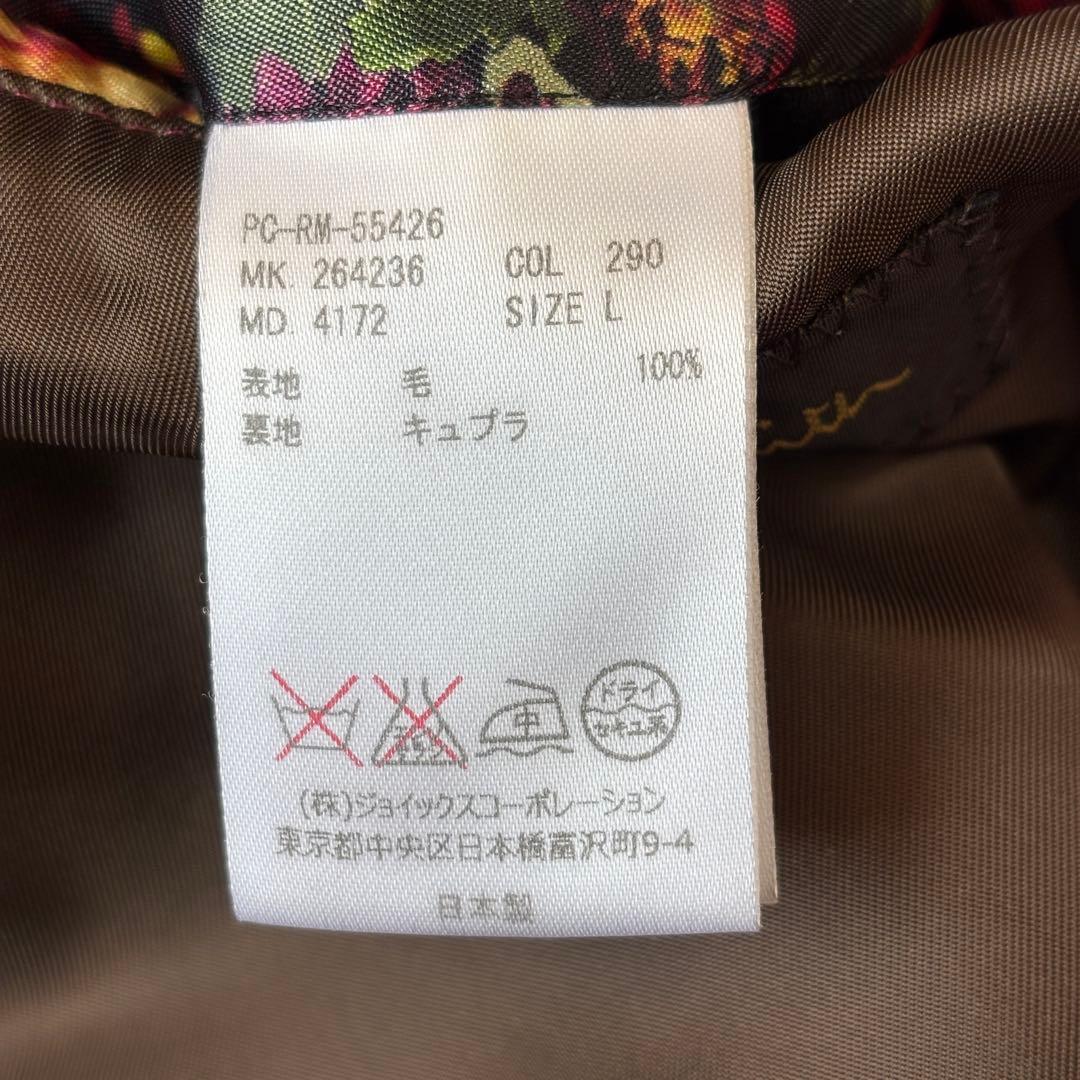 PC-RM-55426
MK. 264236 COL 290
MD 4172 SIZE L
表地 毛 100%
裏地 キュプラ
中
ドライ
セキユ系
(株)ジョイックスコーポレーション
東京都中央区日本橋富沢町9-4
日本製